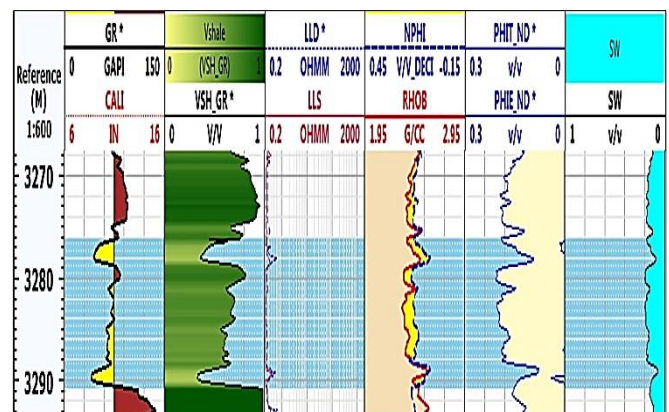 Reference
(M)
1:600
GR *
0 GAPI 150
CALI
6 IN 16
Vshale
0 (VSH_GR) 1
VSH_GR *
0 V/V 1
LLD *
0.2 OHMM 2000
LLS
0.2 OHMM 2000
NPHI
0.45 V/V_DECI -0.15
RHOB
1.95 G/CC 2.95
PHIT_ND *
0.3 v/v 0
PHIE_ND *
0.3 v/v 0
SW
SW
1 v/v 0
3270
3280
3290